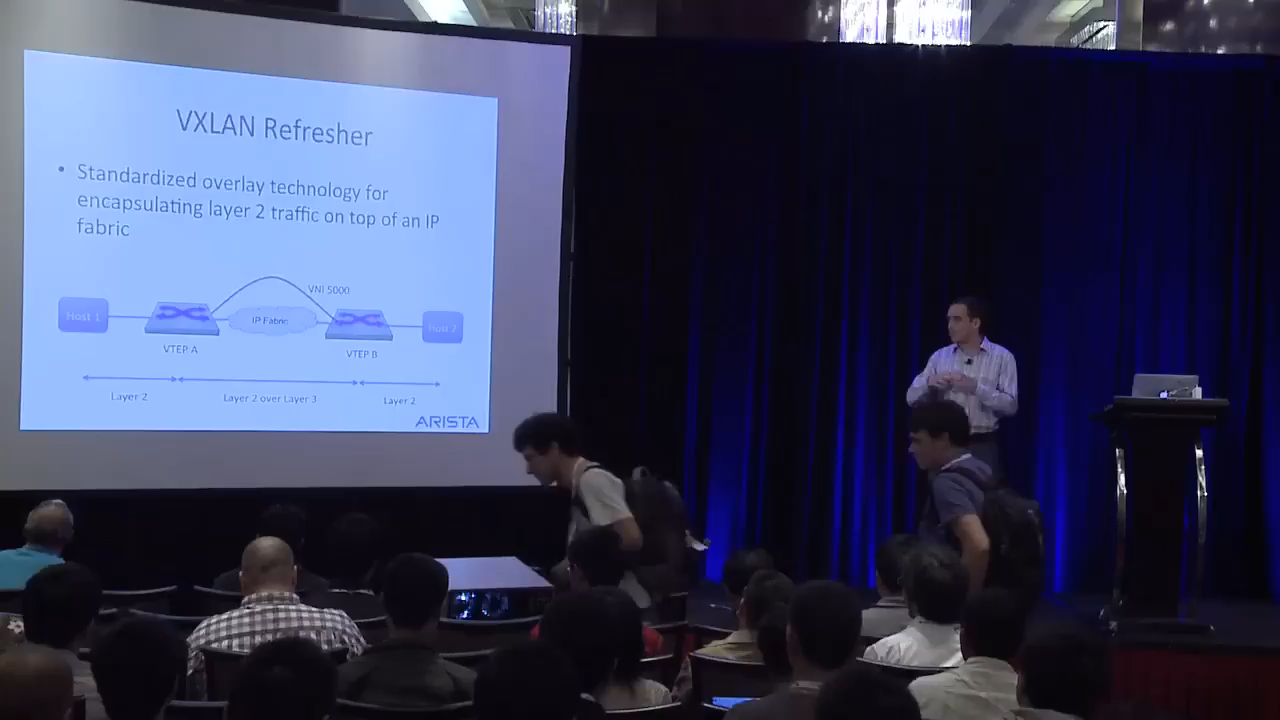 VXLAN Refresher
• Standardized overlay technology for
encapsulating layer 2 traffic on top of an IP
fabric
VNI 5000
Host 1
IP Fabric
Host 2
VTEP A
VTEP B
Layer 2
Layer 2 over Layer 3
Layer 2
ARISTA